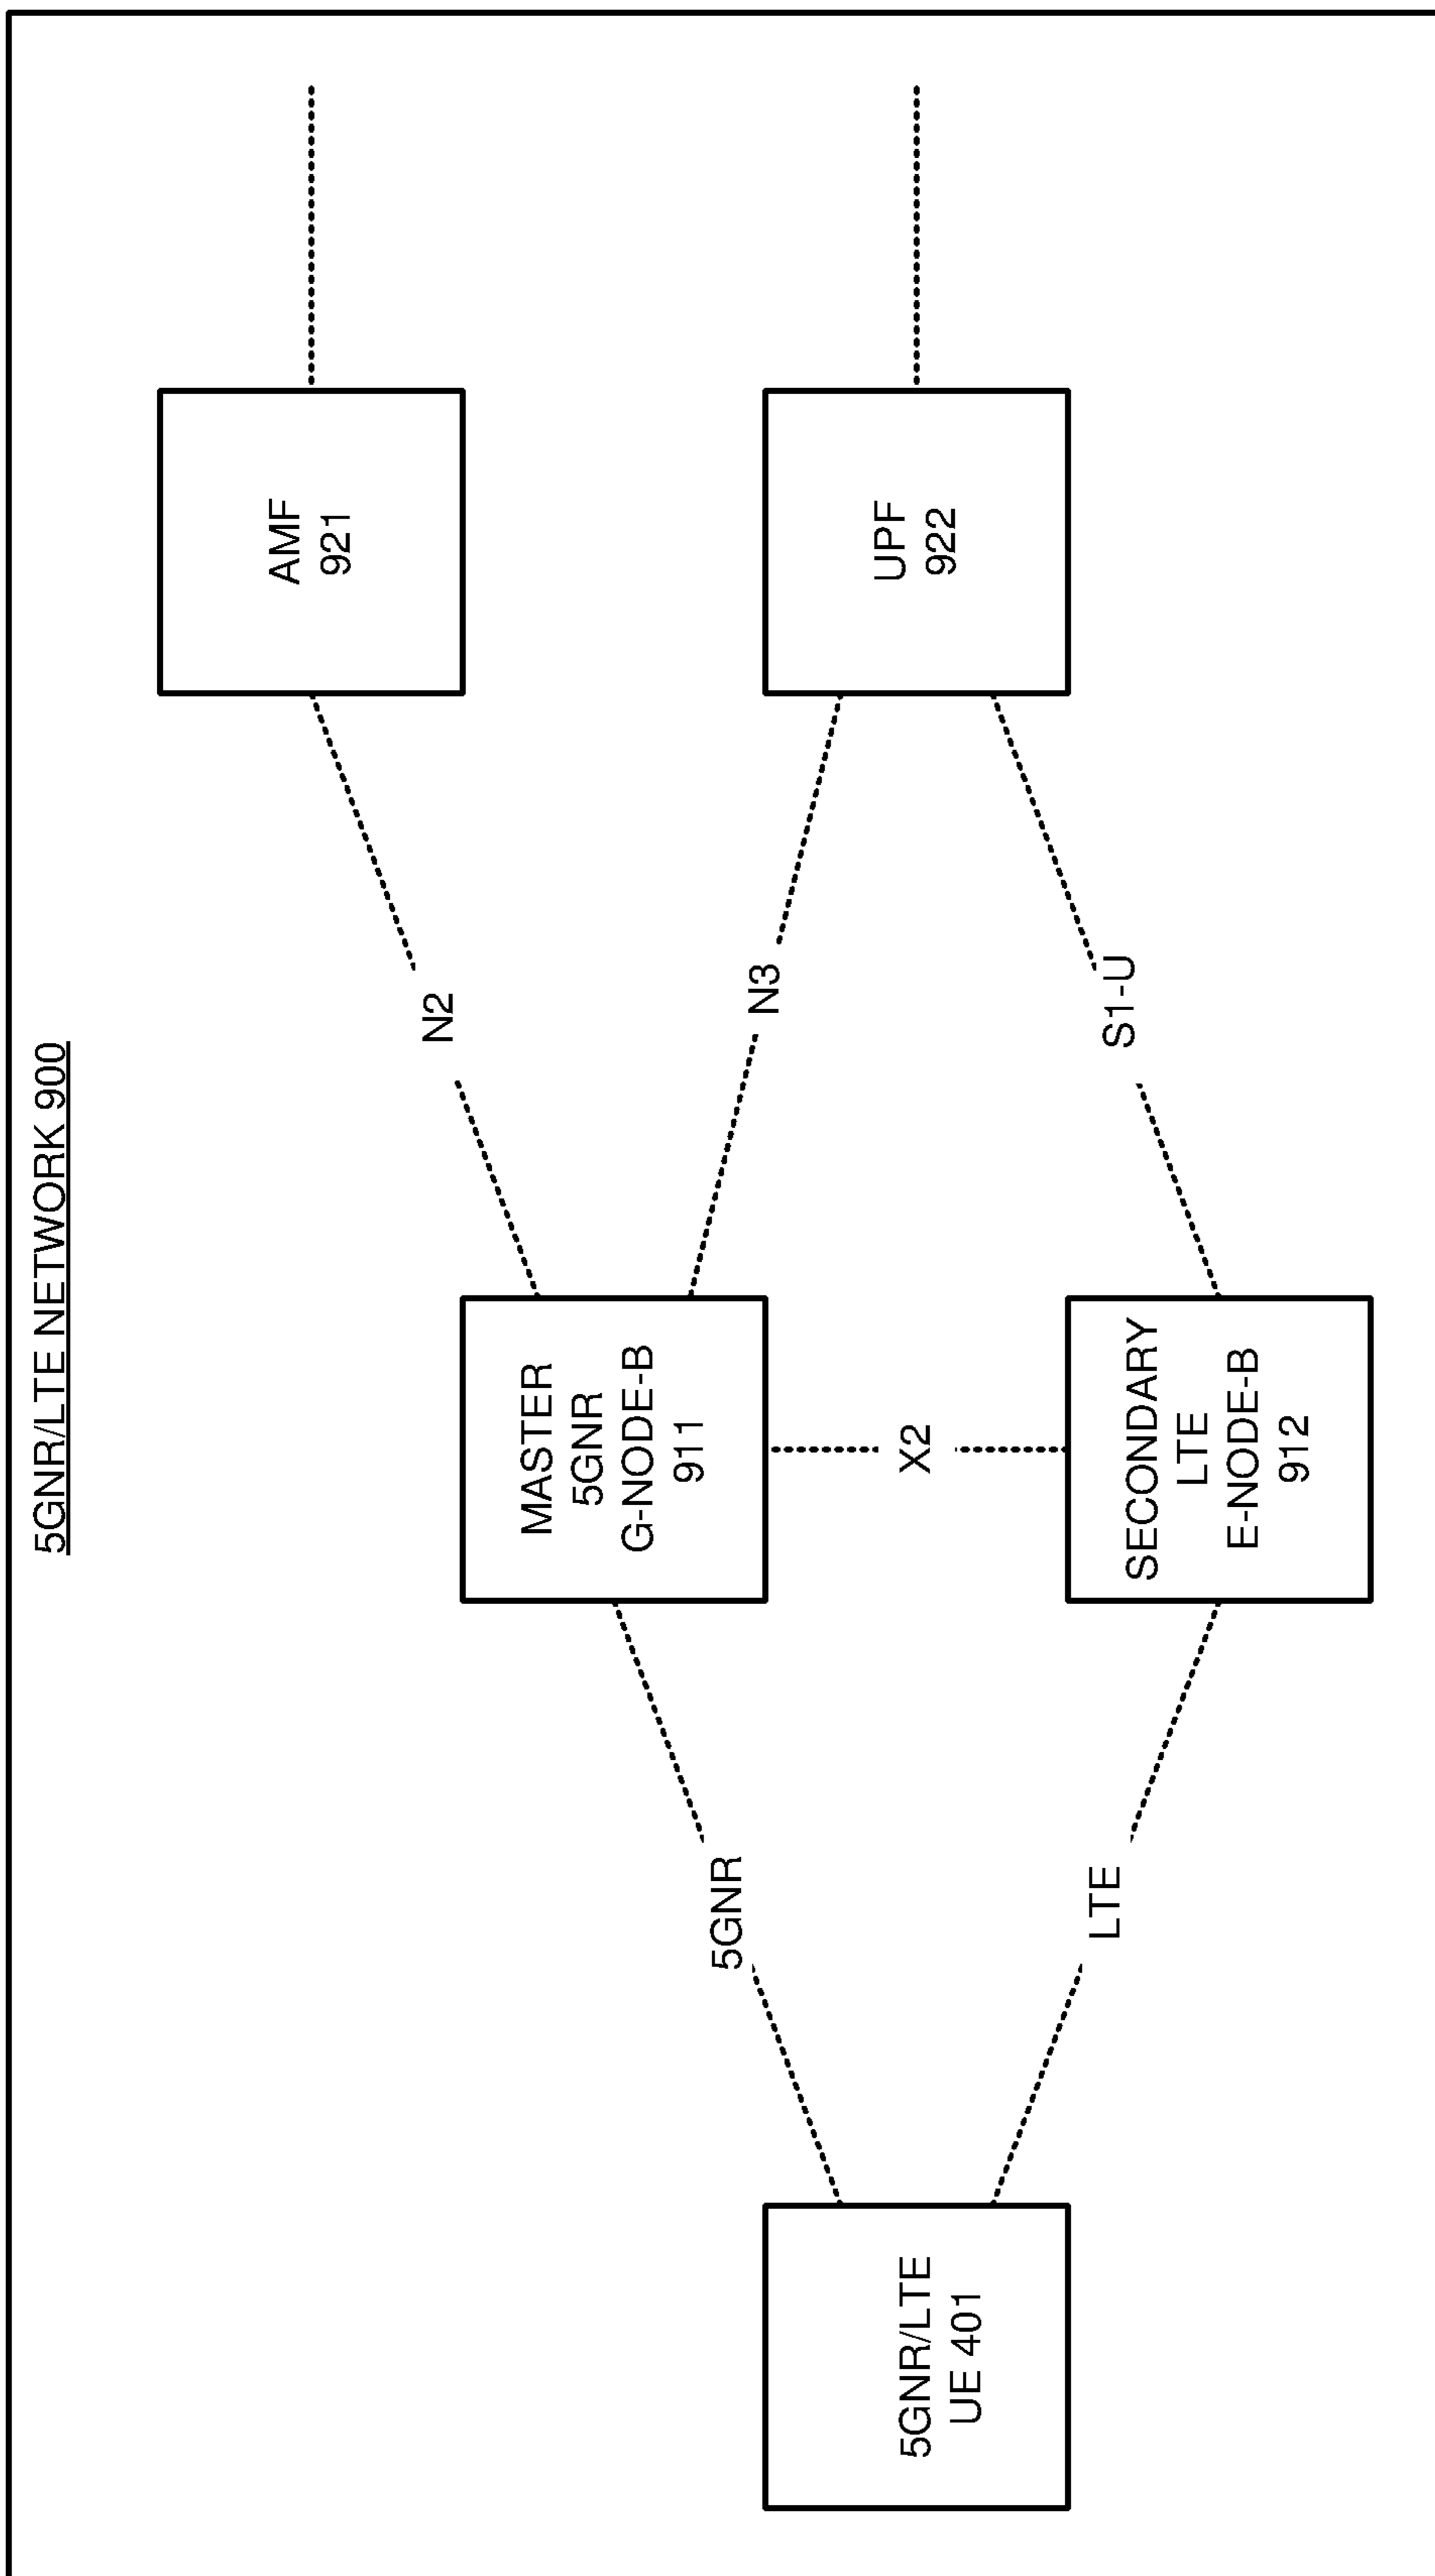 5GNR/LTE NETWORK 900
AMF
921
N2
MASTER
5GNR
G-NODE-B
911
5GNR
N3
UPF
922
X2
5GNR/LTE
UE 401
LTE
SECONDARY
LTE
E-NODE-B
912
S1-U